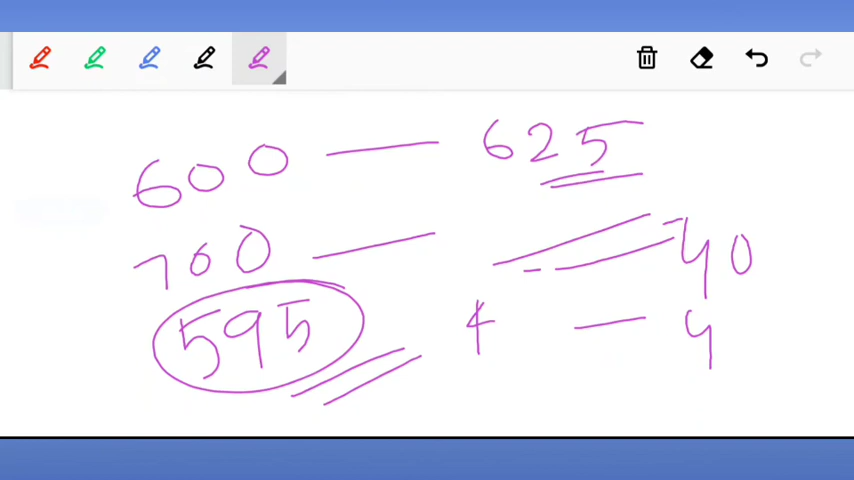 600 — 625
700 — 40
595 4 — 4